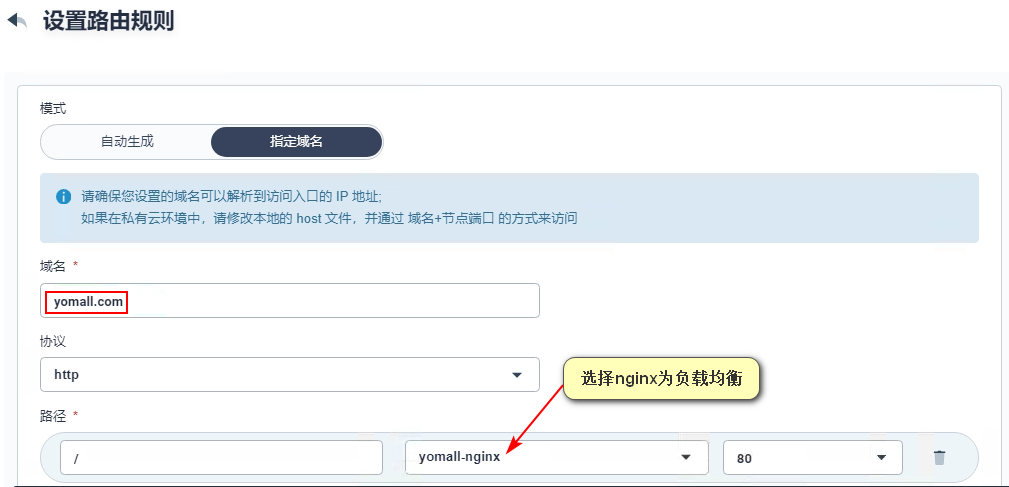 设置路由规则
模式
自动生成 指定域名
请确保您设置的域名可以解析到访问入口的 IP 地址;
如果在私有云环境中，请修改本地的 host 文件，并通过 域名+节点端口 的方式来访问
域名 *
yomall.com
协议
http
选择nginx为负载均衡
路径 *
/ yomall-nginx 80